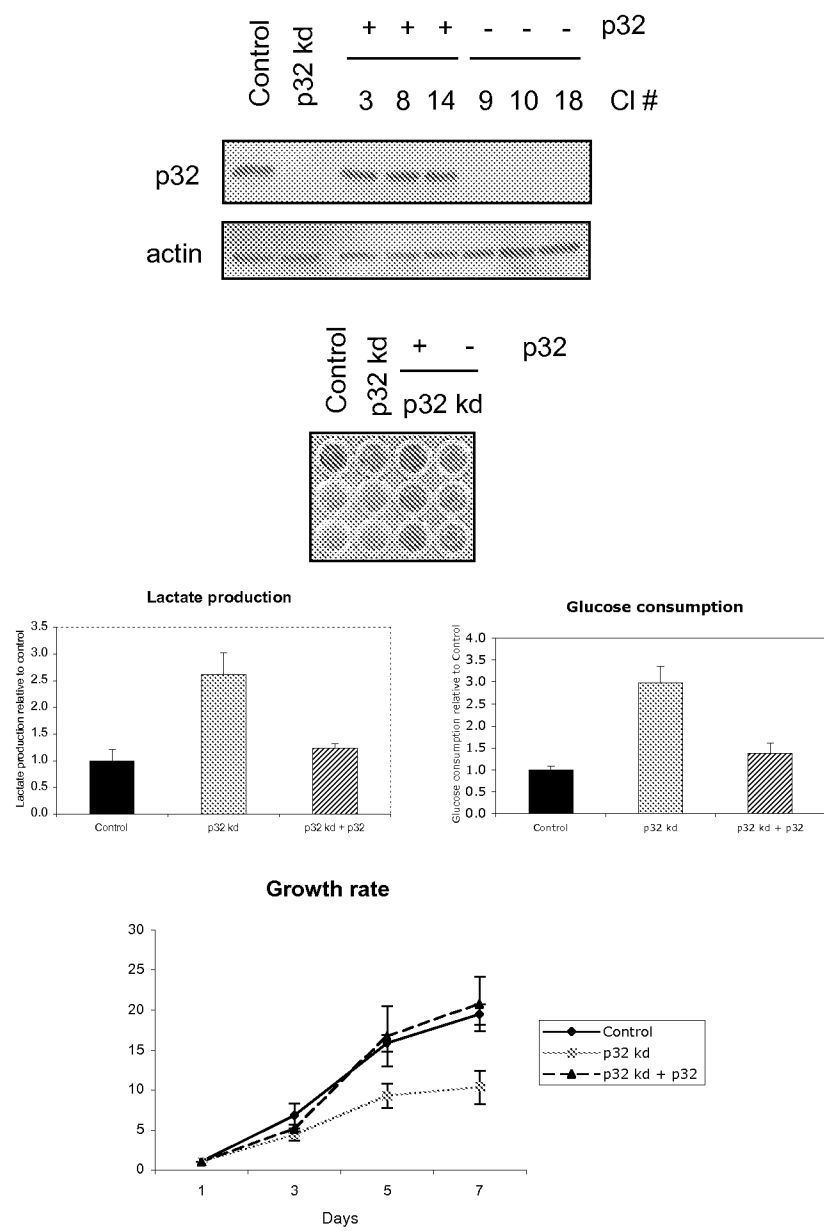 Control p32 kd + + + - - - p32
3 8 14 9 10 18 Cl #
p32
actin
Control p32 kd + - p32
p32 kd
Lactate production
Lactate production relative to control
3.5
3.0
2.5
2.0
1.5
1.0
0.5
0.0
Control p32 kd p32 kd + p32
Glucose consumption
Glucose consumption relative to Control
4.0
3.5
3.0
2.5
2.0
1.5
1.0
0.5
0.0
Control p32 kd p32 kd + p32
Growth rate
30
25
20
15
10
5
0
1 3 5 7
Days
Control
p32 kd
p32 kd + p32